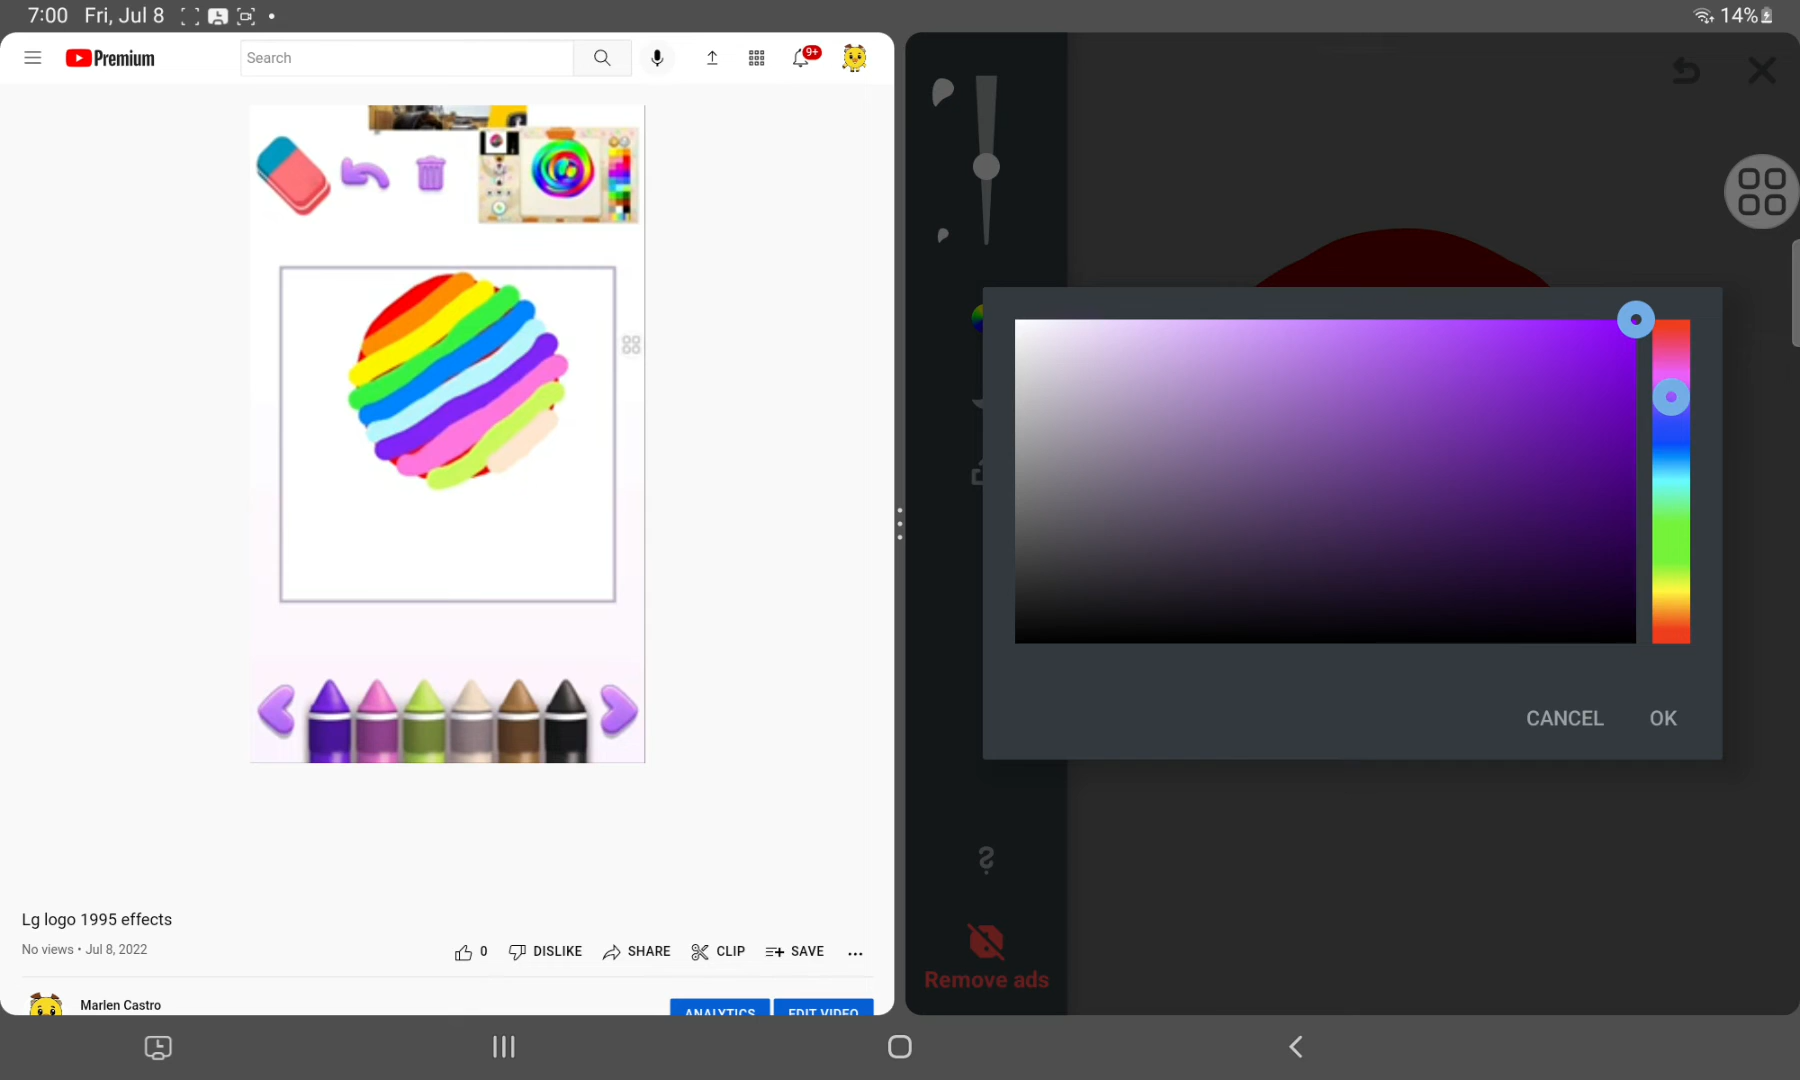 7:00 Fri, Jul 8
14%
Premium
Search
9+
Lg logo 1995 effects
No views • Jul 8, 2022
0
DISLIKE
SHARE
CLIP
SAVE
Marlen Castro
ANALYTICS
EDIT VIDEO
CANCEL
OK
?
Remove ads